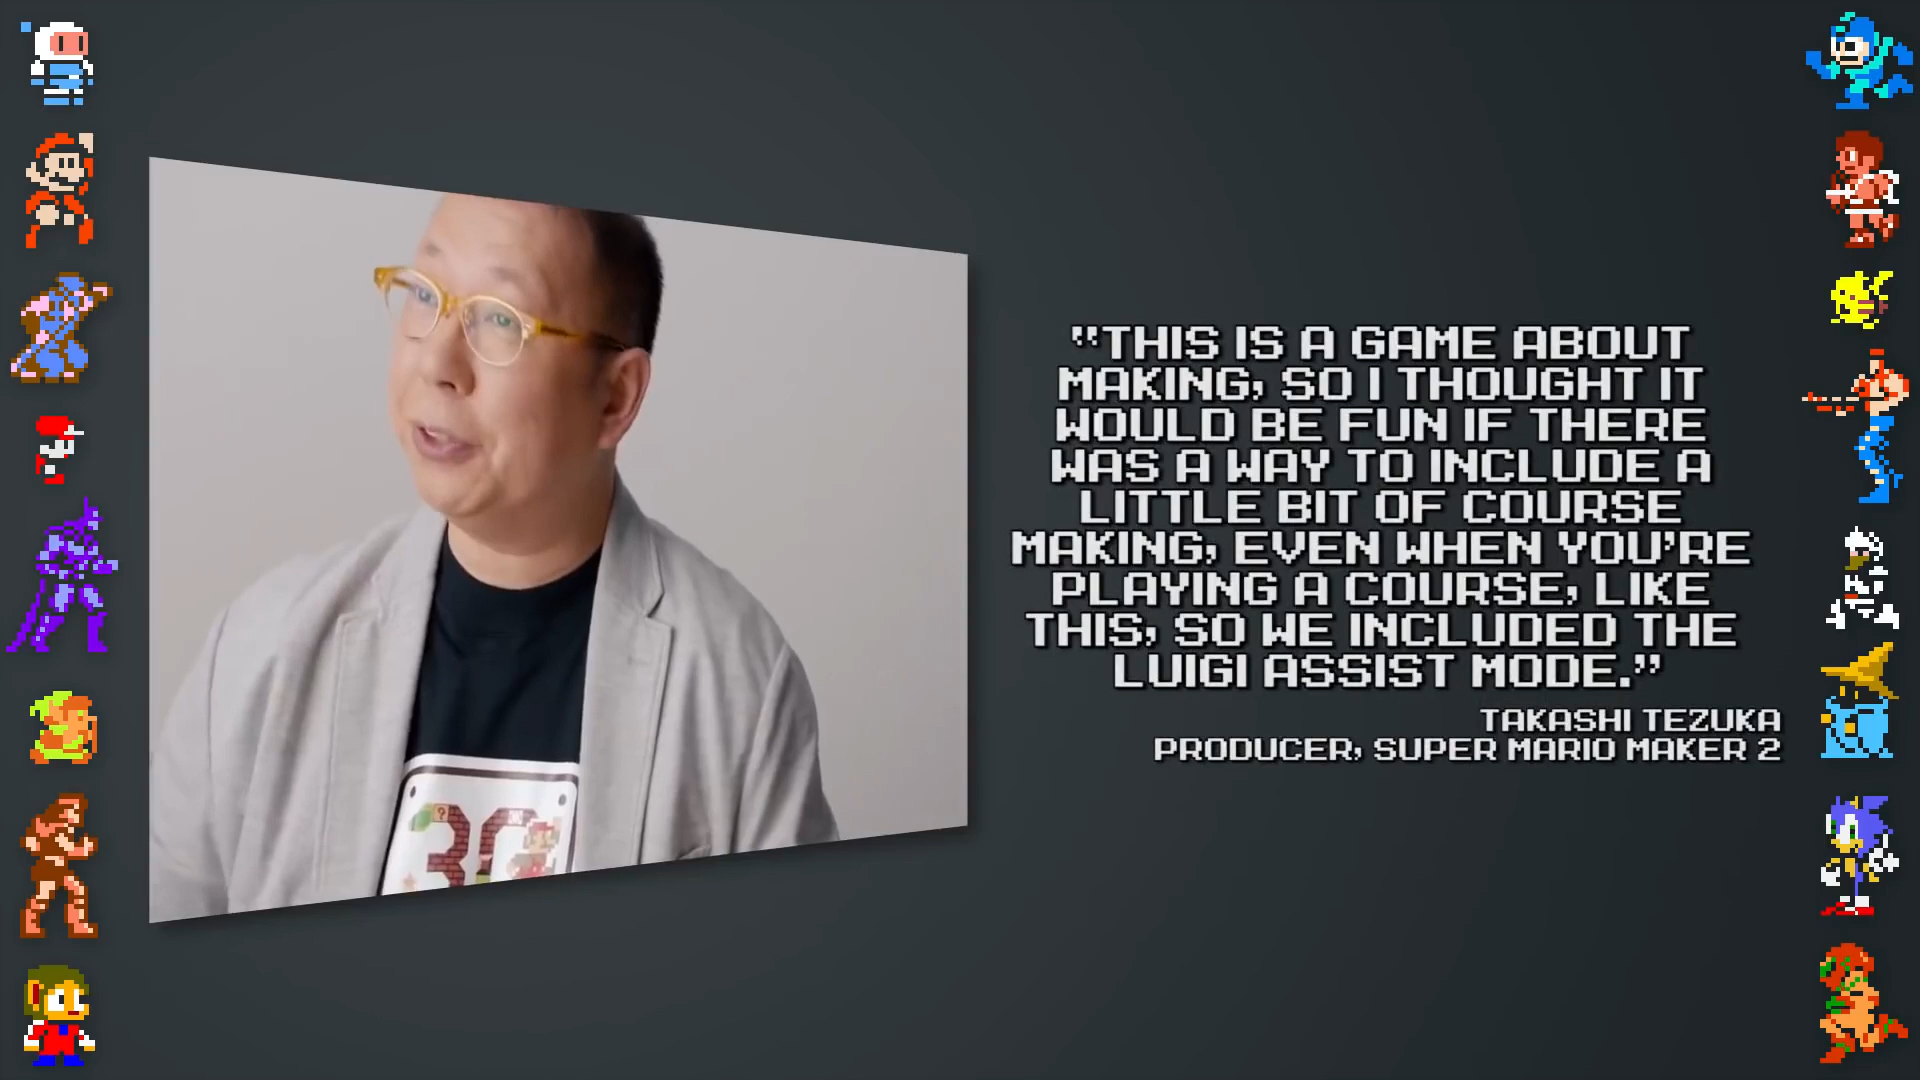 "THIS IS A GAME ABOUT
MAKING, SO I THOUGHT IT
WOULD BE FUN IF THERE
WAS A WAY TO INCLUDE A
LITTLE BIT OF COURSE
MAKING, EVEN WHEN YOU'RE
PLAYING A COURSE, LIKE
THIS, SO WE INCLUDED THE
LUIGI ASSIST MODE."
TAKASHI TEZUKA
PRODUCER, SUPER MARIO MAKER 2
30